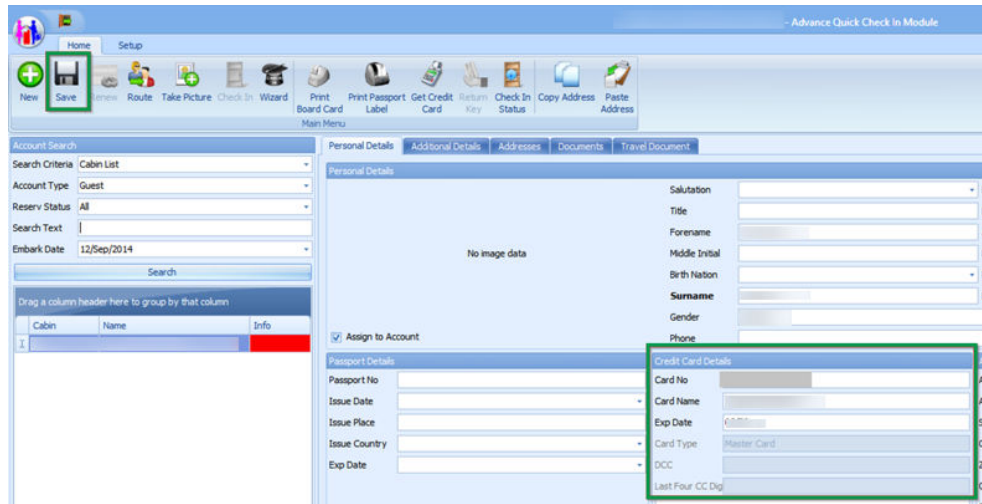 - Advance Quick Check In Module
Home Setup
New Save Renew Route Take Picture Check In Wizard Print Board Card Print Passport Label Get Credit Card Return Key Check In Status Copy Address Paste Address
Main Menu
Account Search
Search Criteria Cabin List
Account Type Guest
Reserv Status All
Search Text
Embark Date 12/Sep/2014
Search
Drag a column header here to group by that column
Cabin Name Info
Personal Details Additional Details Addresses Documents Travel Document
Personal Details
No image data
Assign to Account
Salutation
Title
Forename
Middle Initial
Birth Nation
Surname
Gender
Phone
Passport Details
Passport No
Issue Date
Issue Place
Issue Country
Exp Date
Credit Card Details
Card No
Card Name
Exp Date
Card Type Master Card
DCC
Last Four CC Dig